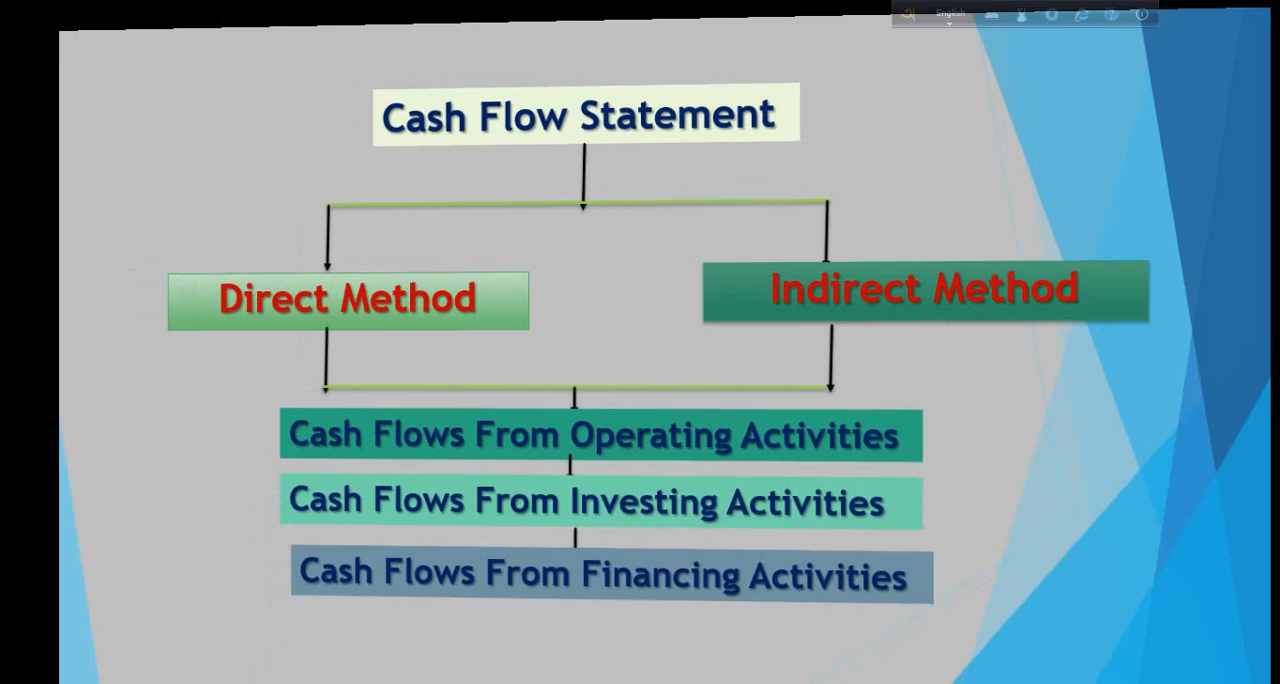 অ
English
Cash Flow Statement
Direct Method
Indirect Method
Cash Flows From Operating Activities
Cash Flows From Investing Activities
Cash Flows From Financing Activities